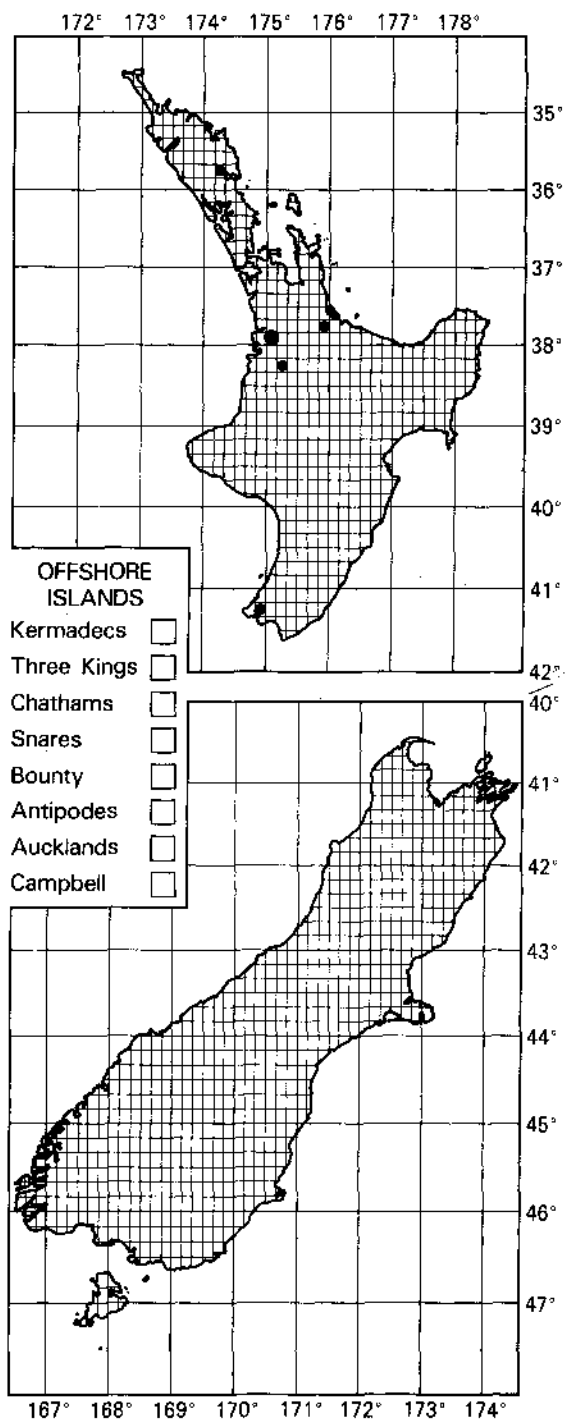 172° 173° 174° 175° 176° 177° 178°
35°
36°
37°
38°
39°
40°
41°
42°
OFFSHORE
ISLANDS
Kermadecs
Three Kings
Chathams
Snares
Bounty
Antipodes
Aucklands
Campbell
40°
41°
42°
43°
44°
45°
46°
47°
167° 168° 169° 170° 171° 172° 173° 174°